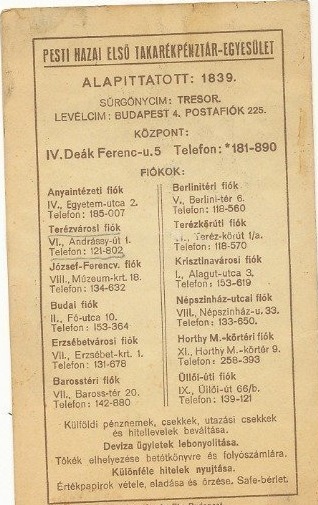 PESTI HAZAI ELSŐ TAKARÉKPÉNZTÁR-EGYESÜLET
ALAPITTATOTT: 1839.
SÜRGÖNYCIM: TRESOR.
LEVÉLCIM: BUDAPEST 4. POSTAFIÓK 225.
KÖZPONT:
IV. Deák Ferenc-u. 5 Telefon: *181-890
FIÓKOK:
Anyaintézeti fiók
IV., Egyetem-utca 2.
Telefon: 185-007
Terézvárosi fiók
VI., Andrássy-út 1.
Telefon: 121-802
József-Ferencv. fiók
VIII., Múzeum-krt. 18.
Telefon: 134-632
Budai fiók
II., Fő-utca 10.
Telefon: 153-364
Erzsébetvárosi fiók
VII., Erzsébet-krt. 1.
Telefon: 131-678
Barosstéri fiók
VII., Baross-tér 20.
Telefon: 142-880
Berlinitéri fiók
V., Berlini-tér 6.
Telefon: 118-560
Terézkörúti fiók
Teréz-körút 1/a.
Telefon: 118-570
Krisztinavárosi fiók
I., Alagut-utca 3.
Telefon: 153-619
Népszinház-utcai fiók
VIII., Népszinház-u. 33.
Telefon: 133-650.
Horthy M.-körtéri fiók
XI., Horthy M.-körtér 9.
Telefon: 258-393
Üllői-úti fiók
IX., Üllői út 66/b.
Telefon: 139-121
Külföldi pénznemek, csekkek, utazási csekkek
és hitellevelek beváltása.
Deviza ügyletek lebonyolitása.
Tőkék elhelyezése betétkönyvre és folyószámlára.
Különféle hitelek nyujtása.
Értékpapirok vétele, eladása és őrzése. Safe-bérlet.